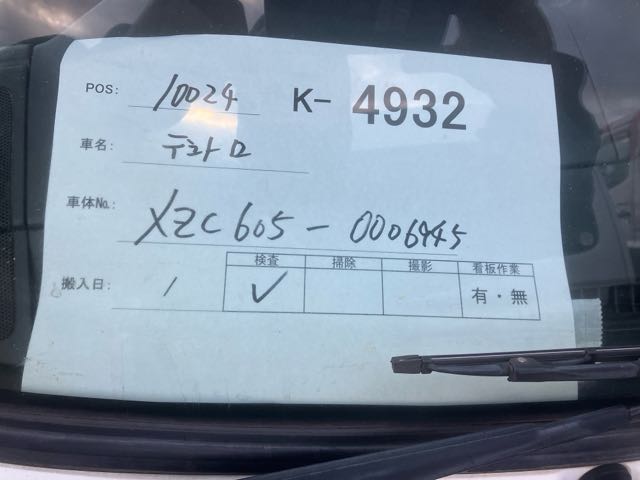 POS: 10024 K- 4932
車名: デュトロ
車体No.: XZC605-0006945
検査 掃除 撮影 看板作業
搬入日: / ✓ 有・無